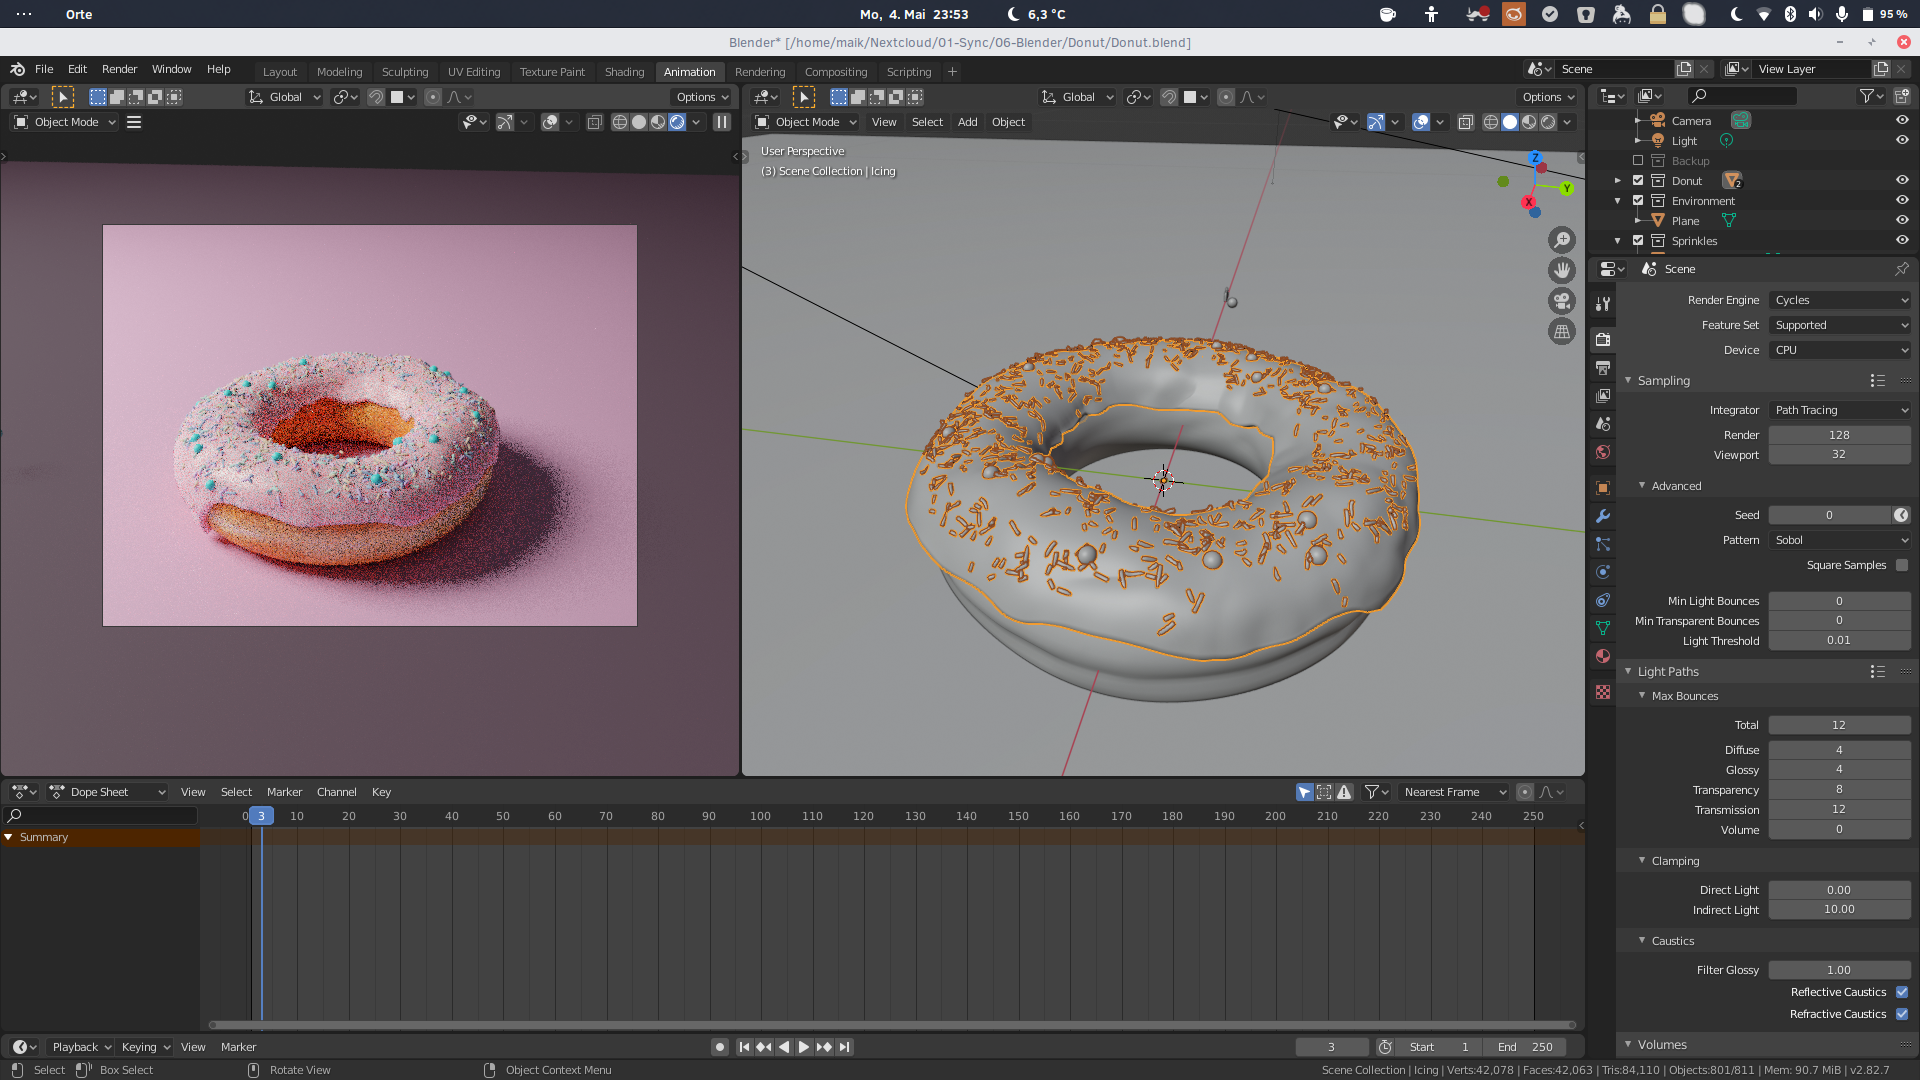 Orte
Mo, 4. Mai 23:53
6,3 °C
95 %
Blender* [/home/maik/Nextcloud/01-Sync/06-Blender/Donut/Donut.blend]
File Edit Render Window Help
Layout Modeling Sculpting UV Editing Texture Paint Shading Animation Rendering Compositing Scripting +
Scene
View Layer
Global
Options
Global
Options
Object Mode
Object Mode View Select Add Object
User Perspective
(3) Scene Collection | Icing
Z
Y
X
Camera
Light
Backup
Donut 2
Environment
Plane
Sprinkles
Scene
Render Engine Cycles
Feature Set Supported
Device CPU
Sampling
Integrator Path Tracing
Render 128
Viewport 32
Advanced
Seed 0
Pattern Sobol
Square Samples
Min Light Bounces 0
Min Transparent Bounces 0
Light Threshold 0.01
Light Paths
Max Bounces
Total 12
Diffuse 4
Glossy 4
Transparency 8
Transmission 12
Volume 0
Clamping
Direct Light 0.00
Indirect Light 10.00
Caustics
Filter Glossy 1.00
Reflective Caustics
Refractive Caustics
Volumes
Dope Sheet View Select Marker Channel Key
Nearest Frame
0 3 10 20 30 40 50 60 70 80 90 100 110 120 130 140 150 160 170 180 190 200 210 220 230 240 250
Summary
Playback Keying View Marker
3
Start 1
End 250
Select
Box Select
Rotate View
Object Context Menu
Scene Collection | Icing | Verts:42,078 | Faces:42,063 | Tris:84,110 | Objects:801/811 | Mem: 90.7 MiB | v2.82.7